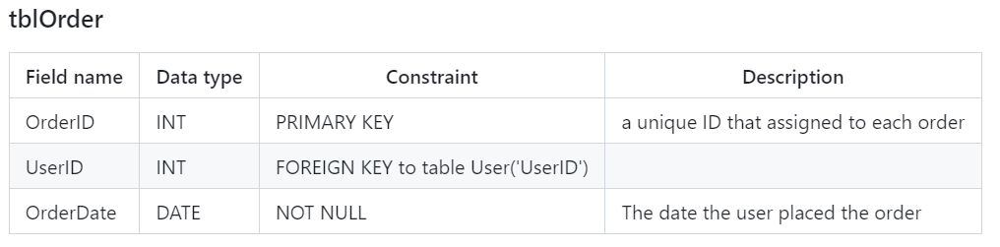 tblOrder
Field name Data type Constraint Description
OrderID INT PRIMARY KEY a unique ID that assigned to each order
UserID INT FOREIGN KEY to table User('UserID')
OrderDate DATE NOT NULL The date the user placed the order